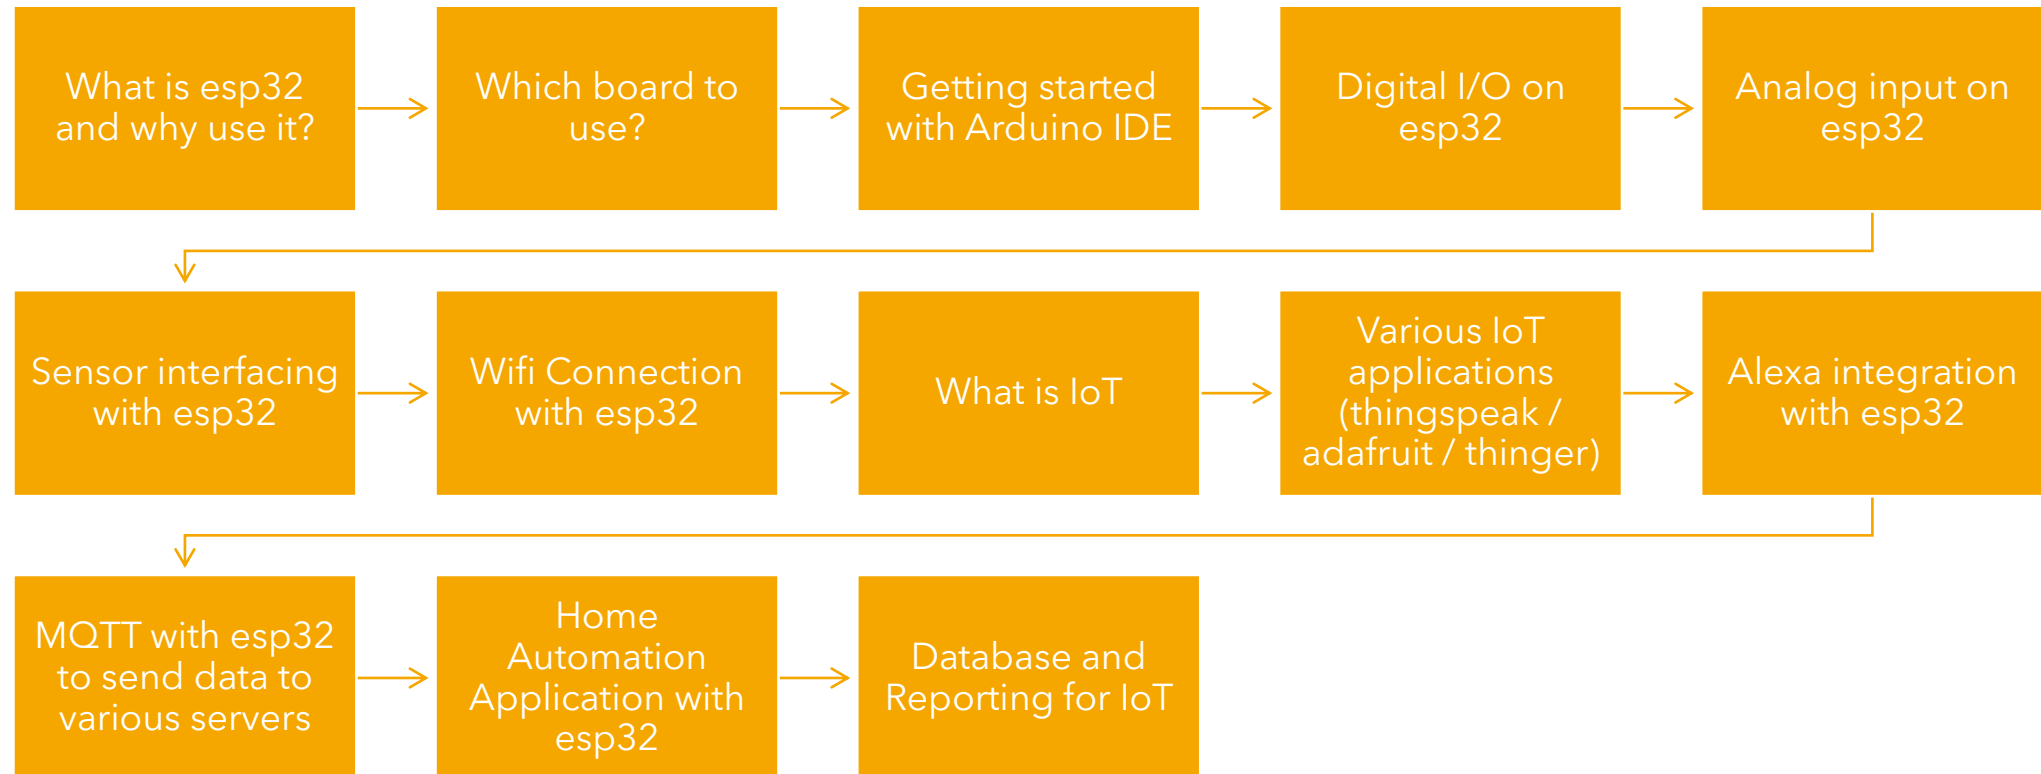 What is esp32
and why use it?
Which board to
use?
Getting started
with Arduino IDE
Digital I/O on
esp32
Analog input on
esp32
Sensor interfacing
with esp32
Wifi Connection
with esp32
What is IoT
Various IoT
applications
(thingspeak /
adafruit / thinger)
Alexa integration
with esp32
MQTT with esp32
to send data to
various servers
Home
Automation
Application with
esp32
Database and
Reporting for IoT